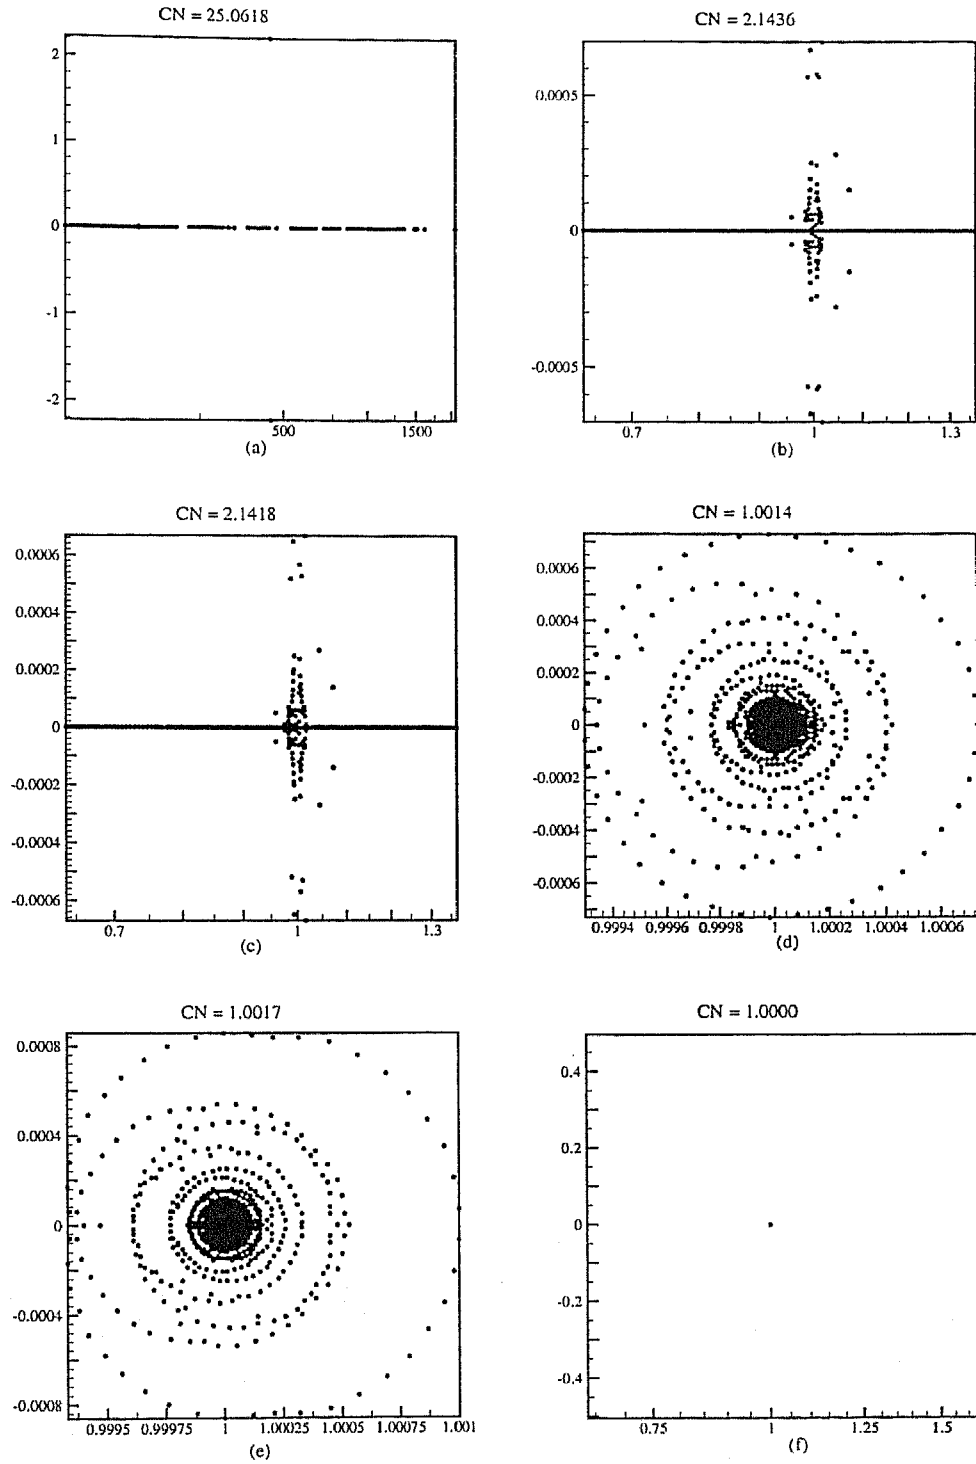 CN = 25.0618
2
1
0
-1
-2
500
1500
(a)
CN = 2.1436
0.0005
0
-0.0005
0.7
1
1.3
(b)
CN = 2.1418
0.0006
0.0004
0.0002
0
-0.0002
-0.0004
-0.0006
0.7
1
1.3
(c)
CN = 1.0014
0.0006
0.0004
0.0002
0
-0.0002
-0.0004
-0.0006
0.9994 0.9996 0.9998 1 1.0002 1.0004 1.0006
(d)
CN = 1.0017
0.0008
0.0004
0
-0.0004
-0.0008
0.9995 0.99975 1 1.00025 1.0005 1.00075 1.001
(e)
CN = 1.0000
0.4
0.2
0
-0.2
-0.4
0.75 1 1.25 1.5
(f)